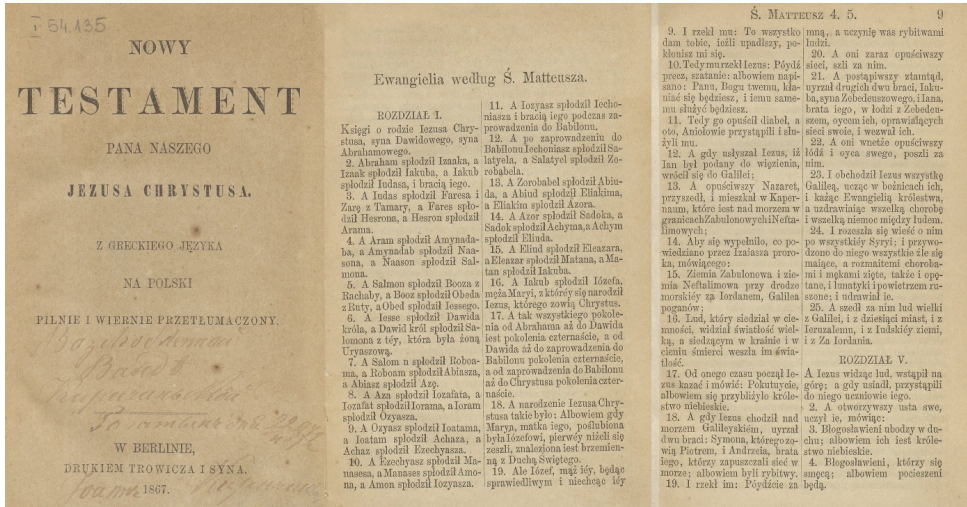 I 54.135
NOWY
TESTAMENT
PANA NASZEGO
JEZUSA CHRYSTUSA.
Z GRECKIEGO JĘZYKA
NA POLSKI
PILNIE I WIERNIE PRZETŁUMACZONY.
W BERLINIE,
DRUKIEM TROWICZA I SYNA.
1867.
Ewangielia według Ś. Matteusza.
ROZDZIAŁ I.
Księgi o rodzie Iezusa Chry-
stusa, syna Dawidowego, syna
Abrahamowego.
2. Abraham spłodził Izaaka, a
Izaak spłodził Iakuba, a Iakub
spłodził Iudasa, i bracią iego.
3. A Iudas spłodził Faresa i
Zarę z Tamary, a Fares spło-
dził Hesrona, a Hesron spłodził
Arama.
4. A Aram spłodził Amynada-
ba, a Amynadab spłodził Naa-
sona, a Naason spłodził Sal-
mona.
5. A Salmon spłodził Booza z
Rachaby, a Booz spłodził Obeda
z Ruty, a Obed spłodził Iessego.
6. A Iesse spłodził Dawida
króla, a Dawid król spłodził Sa-
lomona z téy, która była żoną
Uryaszową.
7. A Salom n spłodził Roboa-
ma, a Roboam spłodził Abiasza,
a Abiasz spłodził Azę.
8. A Aza spłodził Iozafata, a
Iozafat spłodził Iorama, a Ioram
spłodził Ozyasza.
9. A Ozyasz spłodził Ioatama,
a Ioatam spłodził Achaza, a
Achaz spłodził Ezechyasza.
10. A Ezechyasz spłodził Ma-
nasesa, a Manases spłodził Amo-
na, a Amon spłodził Iozyasza.
11. A Iozyasz spłodził Iecho-
niasza i bracią iego podczas za-
prowadzenia do Babilonu.
12. A po zaprowadzeniu do
Babilonu Iechoniasz spłodził Sa-
latyela, a Salatyel spłodził Zo-
robabela.
13. A Zorobabel spłodził Abiu-
da, a Abiud spłodził Eliakima,
a Eliakim spłodził Azora.
14. A Azor spłodził Sadoka, a
Sadok spłodził Achyma, a Achym
spłodził Eliuda.
15. A Eliud spłodził Eleazara,
a Eleazar spłodził Matana, a Ma-
tan spłodził Iakuba.
16. A Iakub spłodził Iózefa,
męża Maryi, z któréy się narodził
Iezus, którego zowią Chrystus.
17. A tak wszystkiego pokole-
nia od Abrahama aż do Dawida
iest pokolenia czternaście, a od
Dawida aż do zaprowadzenia do
Babilonu pokolenia czternaście,
a od zaprowadzenia do Babilonu
aż do Chrystusa pokolenia czter-
naście.
18. A narodzenie Iezusa Chry-
stusa takie było: Albowiem gdy
Marya, matka iego, poślubiona
była Iózefowi, pierwéy niżeli się
zeszli, znaleziona iest brzemien-
ną z Duchą Świętego.
19. Ale Iózef, mąż iéy, będąc
sprawiedliwym i niechcąc iéy
Ś. Matteusz 4. 5. 9
9. I rzekł mu: To wszystko
dam tobie, ieźli upadłszy, po-
kłonisz mi się.
10. Tedy mu rzekł Iezus: Póydź
precz, szatanie: albowiem napi-
sano: Panu, Bogu twemu, kła-
niać się będziesz, i iemu same-
mu służyć będziesz.
11. Tedy go opuścił diabeł, a
oto, Aniołowie przystąpili i słu-
żyli mu.
12. A gdy usłyszał Iezus, iż
Ian był podany do więzienia,
wrócił się do Galilei;
13. A opuściwszy Nazaret,
przyszedł, i mieszkał w Kaper-
naum, które iest nad morzem w
granicach Zabulonowych i Nefta-
limowych;
14. Aby się wypełniło, co po-
wiedziano przez Izaiasza proro-
ka, mówiącego:
15. Ziemia Zabulonowa i zie-
mia Neftalimowa przy drodze
morskiéy za Iordanem, Galilea
poganów;
16. Lud, który siedział w cie-
mności, widział światłość wiel-
ką, a siedzącym w krainie i w
cieniu śmierci weszła im świa-
tłość.
17. Od onego czasu począł Ie-
zus kazać i mówić: Pokutuycie,
albowiem się przybliżyło króle-
stwo niebieskie.
18. A gdy Iezus chodził nad
morzem Galileyskiém, uyrzał
dwu braci: Symona, którego zo-
wią Piotrem, i Andrzeia, brata
iego, którzy zapuszczali sieć w
morze; albowiem byli rybitwy.
19. I rzekł im: Póydźcie za
mną, a uczynię was rybitwami
ludzi.
20. A oni zaraz opuściwszy
sieci, szli za nim.
21. A postąpiwszy ztamtąd,
uyrzał drugich dwu braci, Iaku-
ba, syna Zebedeuszowego, i Iana,
brata iego, w łodzi z Zebedeu-
szem, oycem ich, oprawiaiących
sieci swoie, i wezwał ich.
22. A oni wnetże opuściwszy
łódź i oyca swego, poszli za
nim.
23. I obchodził Iezus wszystkę
Galileą, ucząc w bożnicach ich,
i każąc Ewangielią królestwa,
a uzdrawiaiąc wszelką chorobę
i wszelką niemoc między ludem.
24. I rozeszła się wieść o nim
po wszystkiéy Syryi; i przywo-
dzono do niego wszystkie źle się
maiące, a rozmaitemi choroba-
mi i mękami zięte, także i opę-
tane, i lunatyki i powietrzem ru-
szone; i udrawiał ie.
25. A szedł za nim lud wielki
z Galilei, i z dziesiąci miast, i z
Ieruzalemu, i z Iudskiéy ziemi,
i z Za Iordania.
ROZDZIAŁ V.
A Iezus widząc lud, wstąpił na
górę; a gdy usiadł, przystąpili
do niego uczniowie iego.
2. A otworzywszy usta swe,
uczył ie, mówiąc:
3. Błogosławieni ubodzy w du-
chu; albowiem ich iest króle-
stwo niebieskie.
4. Błogosławieni, którzy się
smęcą; albowiem pocieszeni
będą.